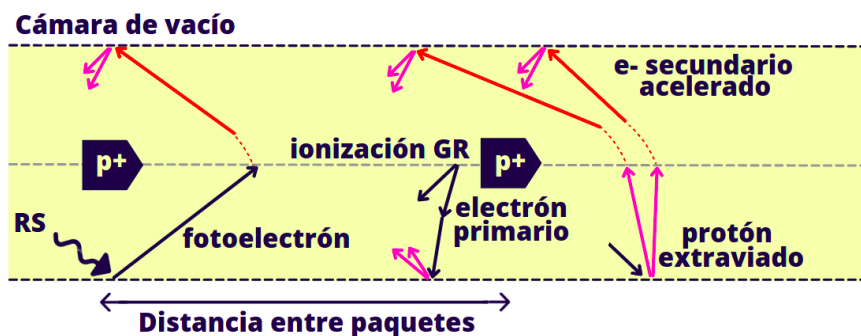 Cámara de vacío
e- secundario
acelerado
ionización GR
p+
p+
RS
fotoelectrón
electrón
primario
protón
extraviado
Distancia entre paquetes